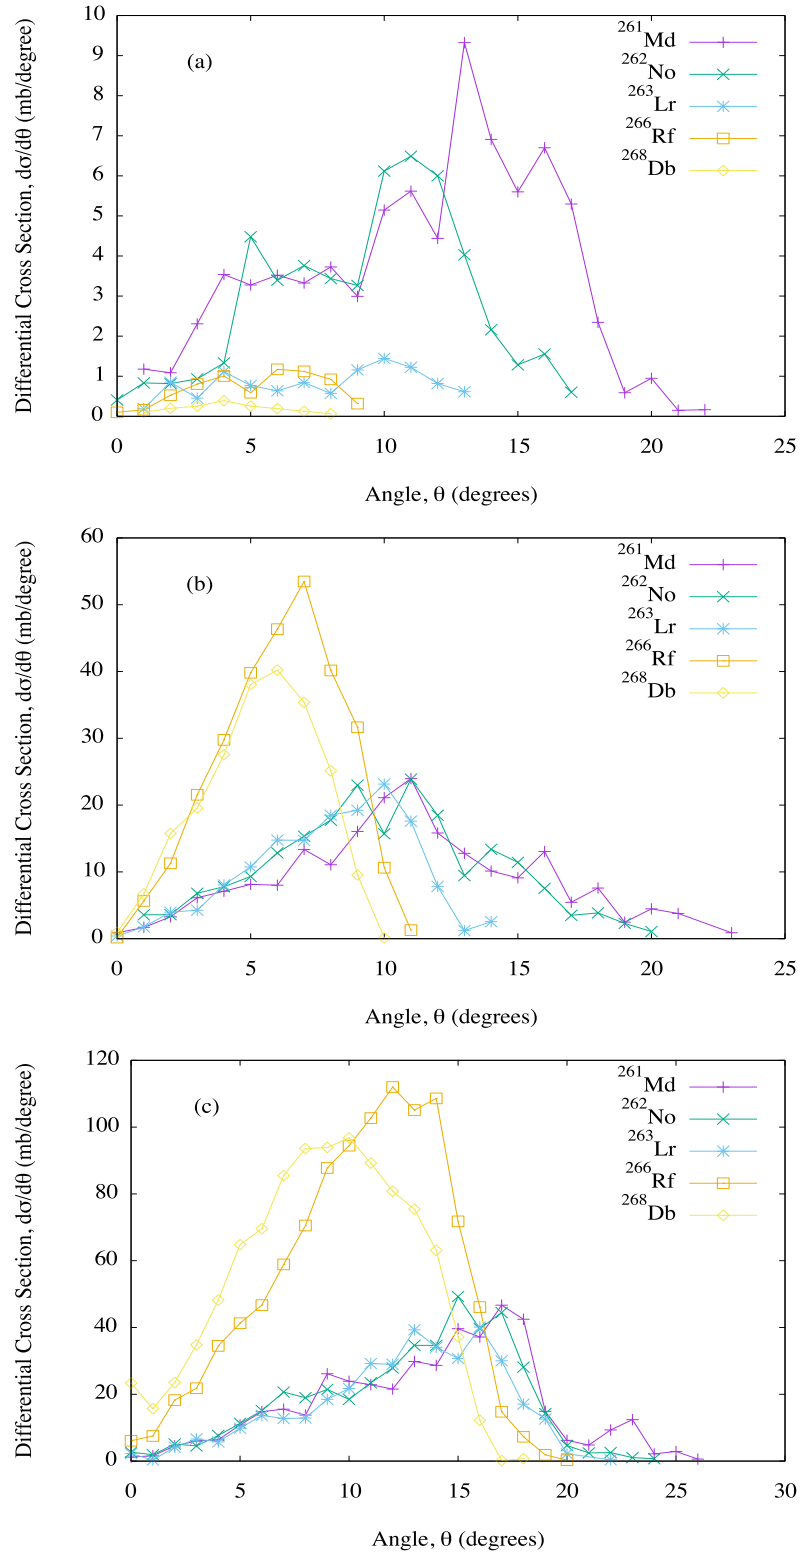 (a)
Differential Cross Section, dσ/dθ (mb/degree)
10
9
8
7
6
5
4
3
2
1
0
261Md
262No
263Lr
266Rf
268Db
0 5 10 15 20 25
Angle, θ (degrees)
(b)
Differential Cross Section, dσ/dθ (mb/degree)
60
50
40
30
20
10
0
261Md
262No
263Lr
266Rf
268Db
0 5 10 15 20 25
Angle, θ (degrees)
(c)
Differential Cross Section, dσ/dθ (mb/degree)
120
100
80
60
40
20
0
261Md
262No
263Lr
266Rf
268Db
0 5 10 15 20 25 30
Angle, θ (degrees)